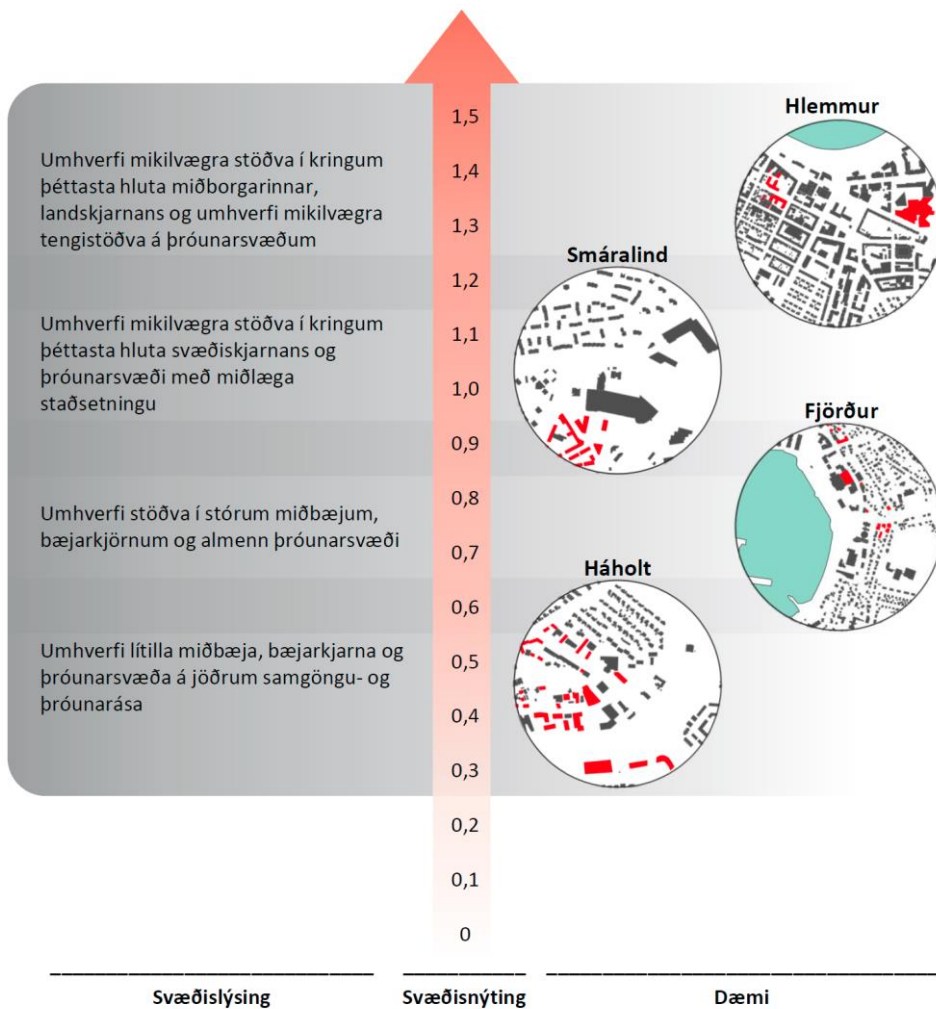 Hlemmur
Smáralind
Fjörður
Háholt
Umhverfi mikilvægra stöðva í kringum
þéttasta hluta miðborgarinnar,
landskjarnans og umhverfi mikilvægra
tengistöðva á þróunarsvæðum
Umhverfi mikilvægra stöðva í kringum
þéttasta hluta svæðiskjarnans og
þróunarsvæði með miðlæga
staðsetningu
Umhverfi stöðva í stórum miðbæjum,
bæjarkjörnum og almenn þróunarsvæði
Umhverfi lítilla miðbæja, bæjarkjarna og
þróunarsvæða á jöðrum samgöngu- og
þróunarása
1,5
1,4
1,3
1,2
1,1
1,0
0,9
0,8
0,7
0,6
0,5
0,4
0,3
0,2
0,1
0
Svæðislýsing
Svæðisnýting
Dæmi